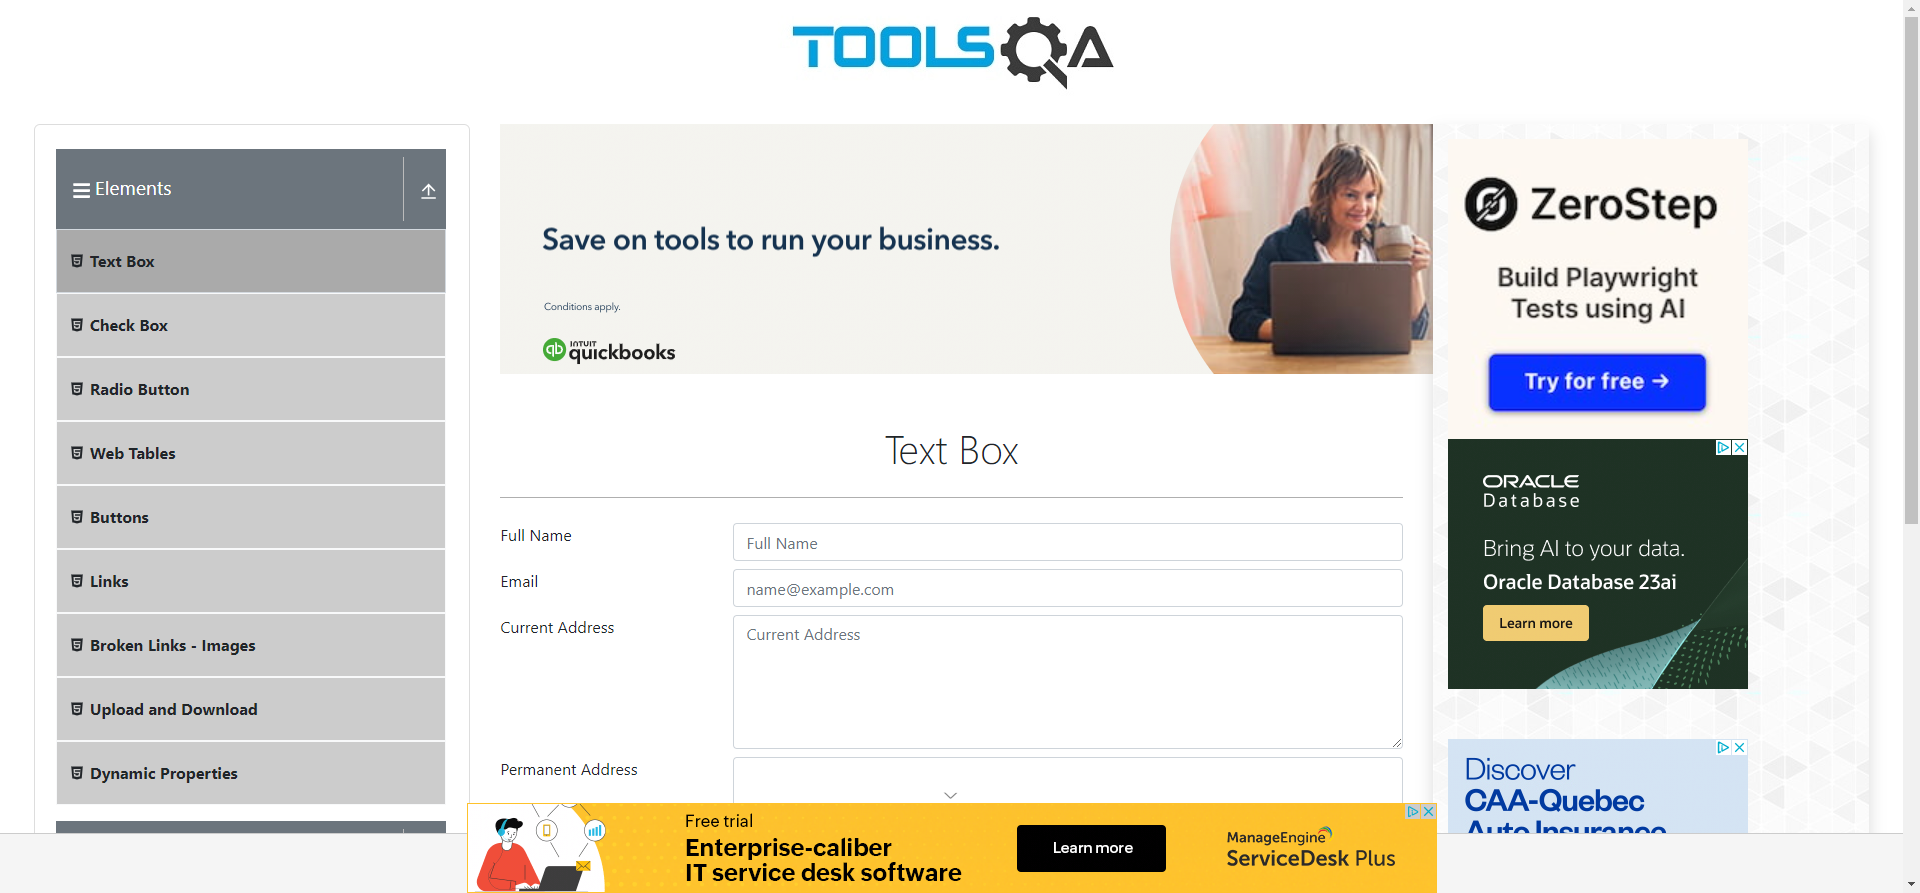 TOOLSQA
Elements
Text Box
Check Box
Radio Button
Web Tables
Buttons
Links
Broken Links - Images
Upload and Download
Dynamic Properties
Save on tools to run your business.
Conditions apply.
qb INTUIT
quickbooks
Text Box
Full Name
Full Name
Email
name@example.com
Current Address
Current Address
Permanent Address
ZeroStep
Build Playwright
Tests using AI
Try for free →
ORACLE
Database
Bring AI to your data.
Oracle Database 23ai
Learn more
Discover
CAA-Quebec
Auto Insurance
Free trial
Enterprise-caliber
IT service desk software
Learn more
ManageEngine
ServiceDesk Plus